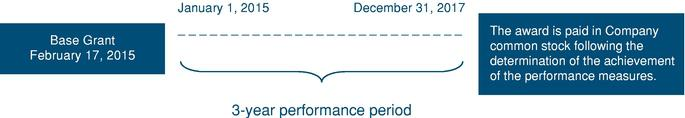 January 1, 2015
December 31, 2017
Base Grant
February 17, 2015
The award is paid in Company
common stock following the
determination of the achievement
of the performance measures.
3-year performance period